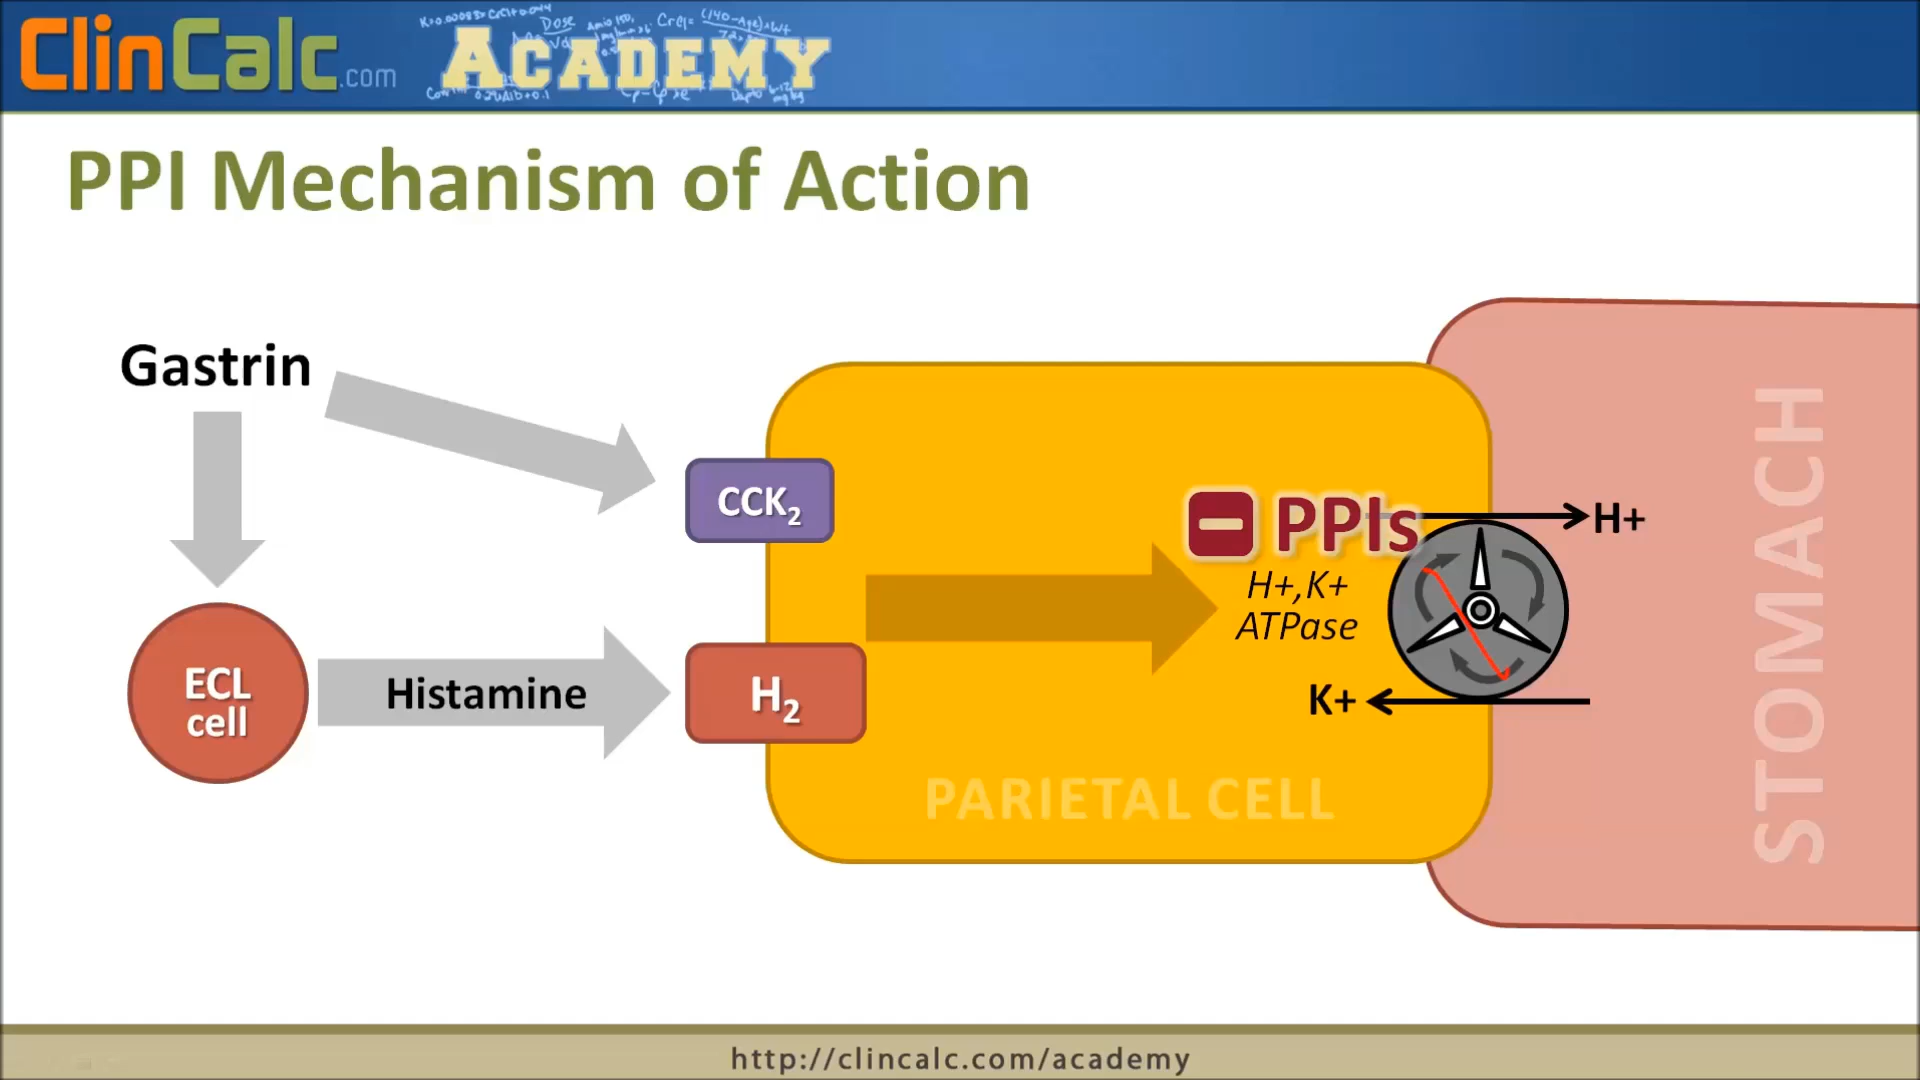 ClinCalc.com ACADEMY
PPI Mechanism of Action
Gastrin
CCK2
PPIs
H+
H+,K+
ATPase
ECL
cell
Histamine
H2
K+
PARIETAL CELL
STOMACH
http://clincalc.com/academy